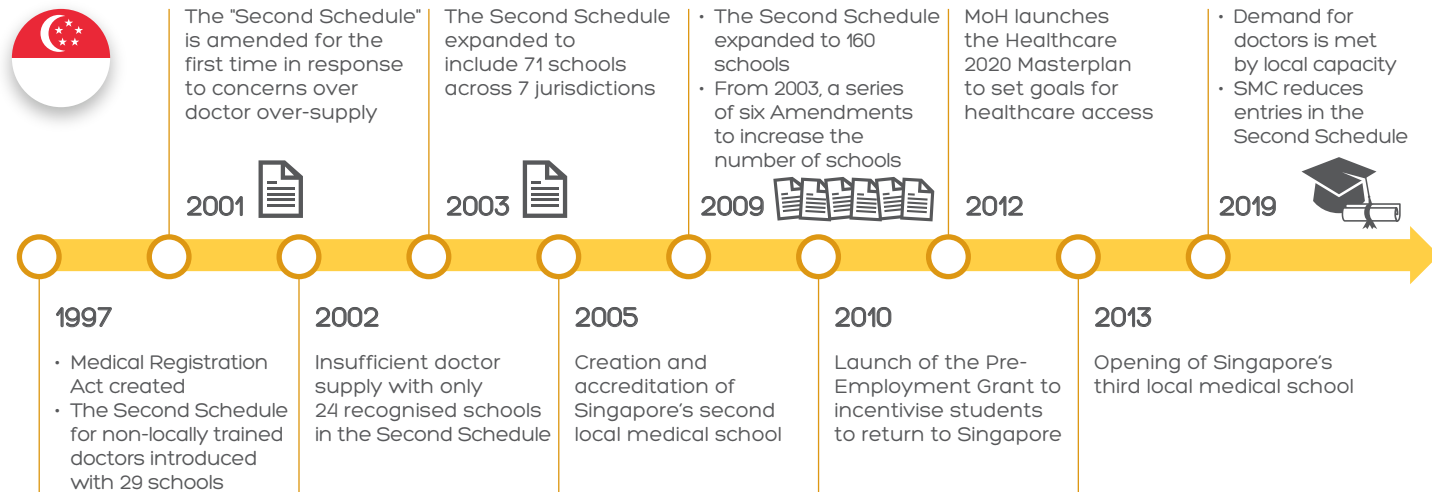 The "Second Schedule"
is amended for the
first time in response
to concerns over
doctor over-supply
2001
The Second Schedule
expanded to
include 71 schools
across 7 jurisdictions
2003
• The Second Schedule
expanded to 160
schools
• From 2003, a series
of six Amendments
to increase the
number of schools
2009
MoH launches
the Healthcare
2020 Masterplan
to set goals for
healthcare access
2012
• Demand for
doctors is met
by local capacity
• SMC reduces
entries in the
Second Schedule
2019
1997
• Medical Registration
Act created
• The Second Schedule
for non-locally trained
doctors introduced
with 29 schools
2002
Insufficient doctor
supply with only
24 recognised schools
in the Second Schedule
2005
Creation and
accreditation of
Singapore's second
local medical school
2010
Launch of the Pre-
Employment Grant to
incentivise students
to return to Singapore
2013
Opening of Singapore's
third local medical school